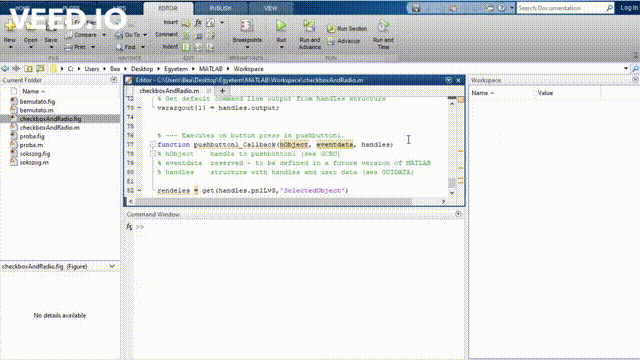 VEED.IO
EDITOR
PUBLISH
VIEW
Search Documentation
Log In
New
Open
Save
Compare
Print
Go To
Find
Insert
Comment
Indent
Breakpoints
Run
Run and Advance
Run Section
Advance
Run and Time
FILE
EDIT
RUN
C: ▸ Users ▸ Bea ▸ Desktop ▸ Egyetem ▸ MATLAB ▸ Workspace
Current Folder
Name
bemutato.fig
bemutato.m
checkboxAndRadio.fig
checkboxAndRadio.m
proba.fig
proba.m
sokszog.fig
sokszog.m
checkboxAndRadio.fig (Figure)
No details available
Editor - C:\Users\Bea\Desktop\Egyetem\MATLAB\Workspace\checkboxAndRadio.m
checkboxAndRadio.m
72 % Get default command line output from handles structure
73 varargout{1} = handles.output;
74
75
76 % --- Executes on button press in pushbutton1.
77 function pushbutton1_Callback(hObject, eventdata, handles)
78 % hObject handle to pushbutton1 (see GCBO)
79 % eventdata reserved - to be defined in a future version of MATLAB
80 % handles structure with handles and user data (see GUIDATA)
81
82 rendeles = get(handles.pnlLvS,'SelectedObject')
Command Window
fx >>
Workspace
Name
Value